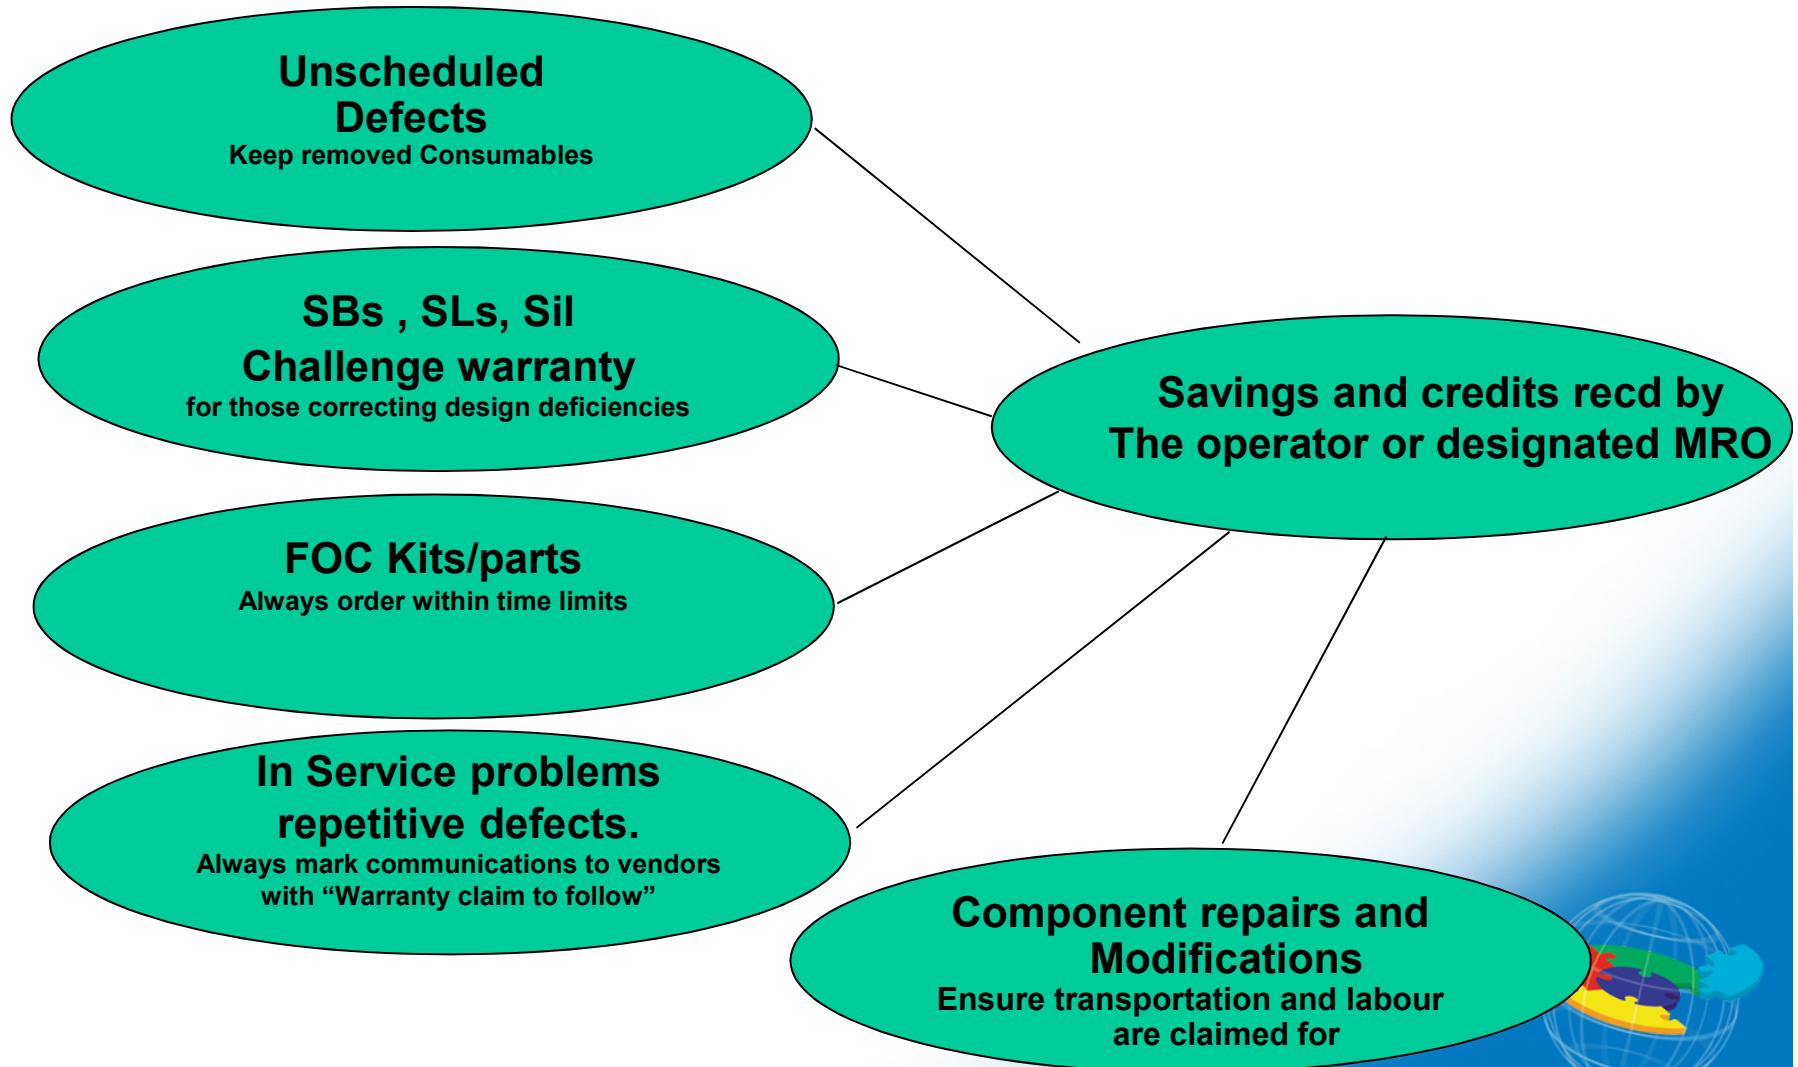 Unscheduled
Defects
Keep removed Consumables
SBs , SLs, Sil
Challenge warranty
for those correcting design deficiencies
Savings and credits recd by
The operator or designated MRO
FOC Kits/parts
Always order within time limits
In Service problems
repetitive defects.
Always mark communications to vendors
with “Warranty claim to follow”
Component repairs and
Modifications
Ensure transportation and labour
are claimed for